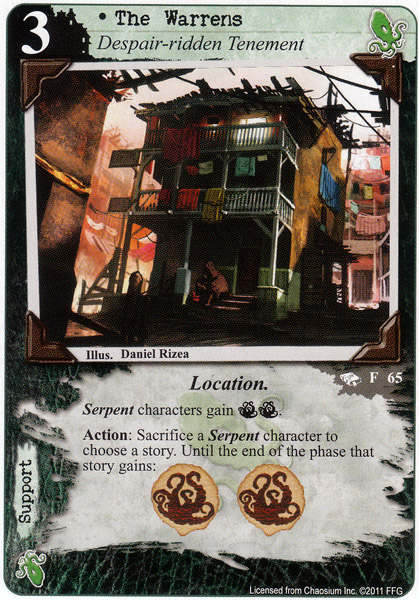 3
• The Warrens
Despair-ridden Tenement
Illus. Daniel Rizea
F 65
Location.
Serpent characters gain .
Action: Sacrifice a Serpent character to
choose a story. Until the end of the phase that
story gains:
Support
Licensed from Chaosium Inc. ©2011 FFG